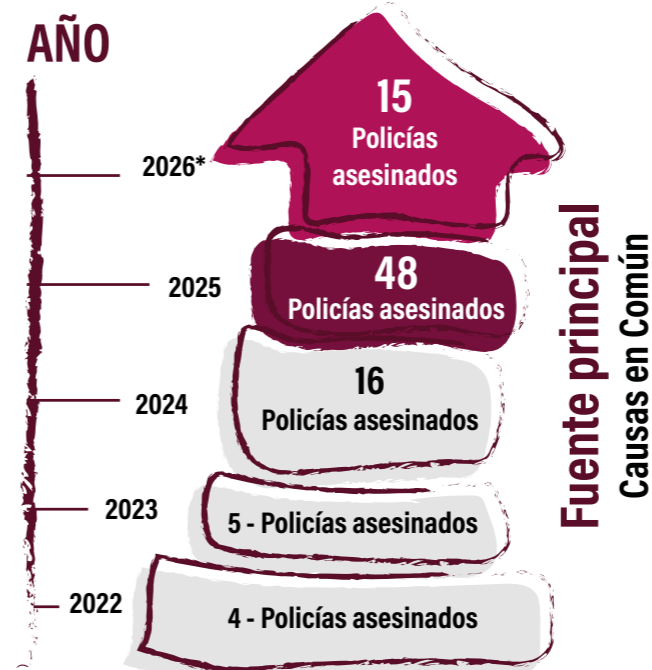 AÑO
15
Policías
asesinados
2026*
48
Policías asesinados
2025
16
Policías asesinados
2024
5 - Policías asesinados
2023
4 - Policías asesinados
2022
Fuente principal
Causas en Común